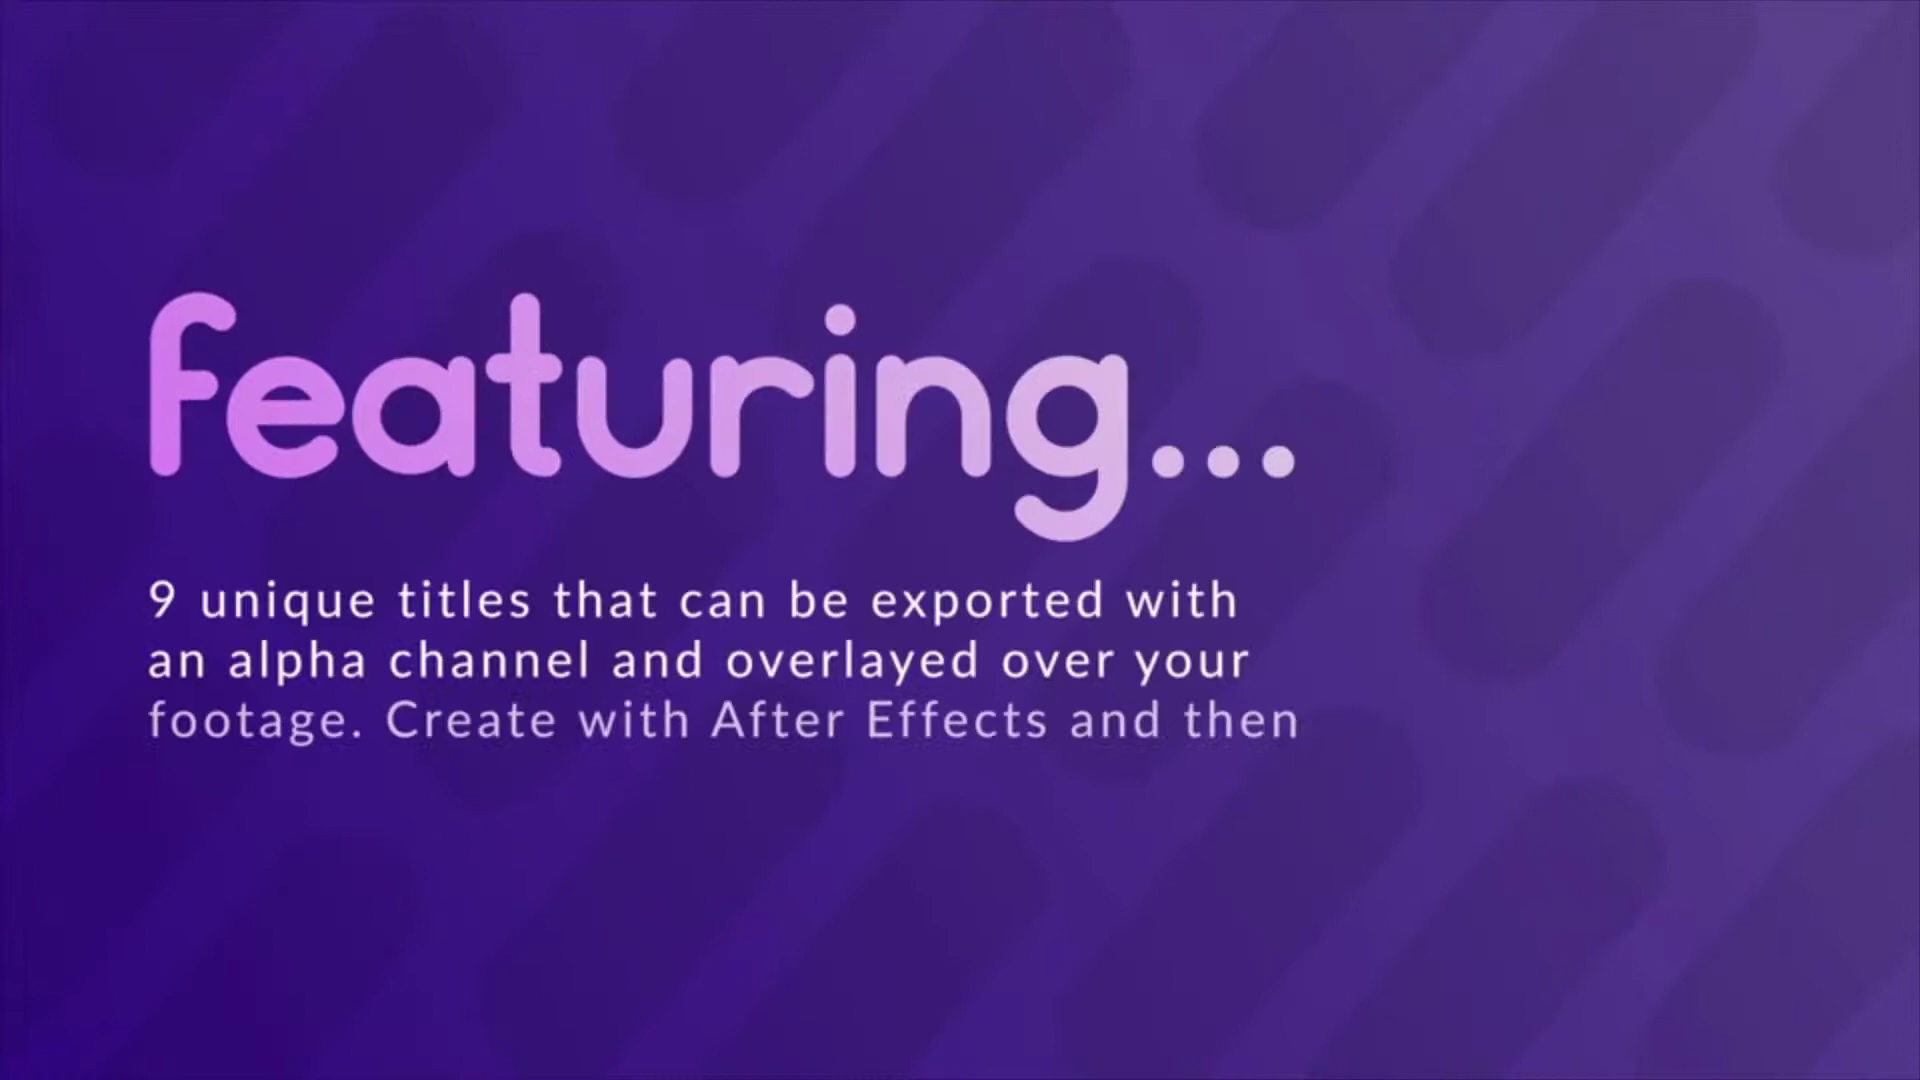 featuring...
9 unique titles that can be exported with
an alpha channel and overlayed over your
footage. Create with After Effects and then